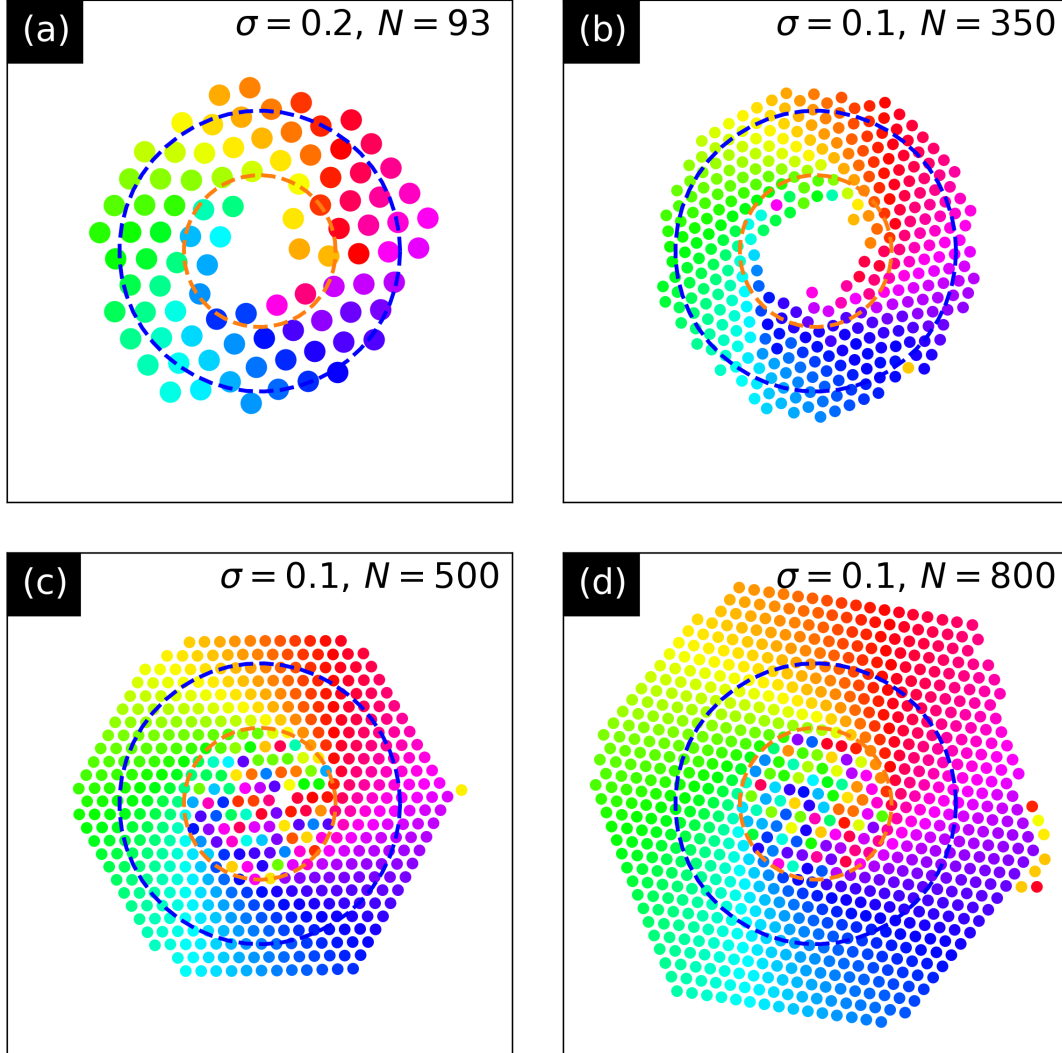 (a) σ = 0.2, N = 93
(b) σ = 0.1, N = 350
(c) σ = 0.1, N = 500
(d) σ = 0.1, N = 800